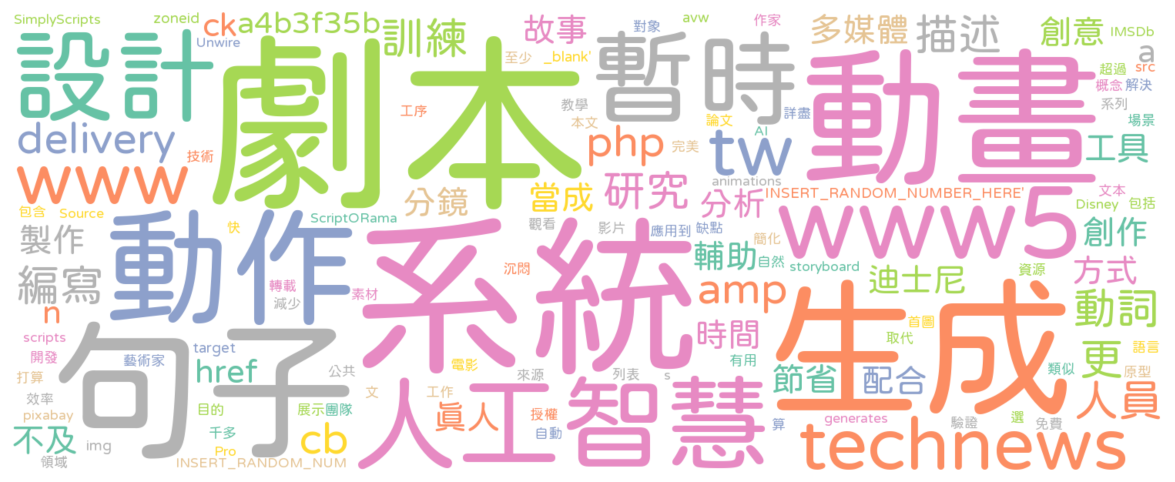 SimplyScripts
zoneid
cka4b3f35b
Unwire
設計
劇本
訓練
故事
至少
_blank'
對象
avw
作家
多媒體
描述
創意
IMSDb
a
超過
src
概念
解決
系列
場景
暫時
動畫
工序
教學
本文
論文
詳盡
AI
完美
delivery
技術
php
tw
工具
www
分鏡
當成
研究
分析
animations
INSERT_RANDOM_NUMBER_HERE'
文本
Disney
包括
包含
Source
快
ScriptORama
觀看
影片
應用到
缺點
簡化
www5
創作
製作
動作
系統
輔助
自然
storyboard
迪士尼
資源
方式
編寫
轉載
減少
素材
沉悶
amp
n
時間
生成
首圖
取代
動詞
scripts
開發
藝術家
target
電影
有用
語言
更
類似
原型
打算
句子
href
公共
來源
列表
s
節省
配合
效率
pixabay
文
工作
人工智慧
人員
目的
展示
團隊
真人
授權
generates
驗證
選
免費
不及
img
千多
cb
自動
算
領域
Pro
INSERT_RANDOM_NUM
technews